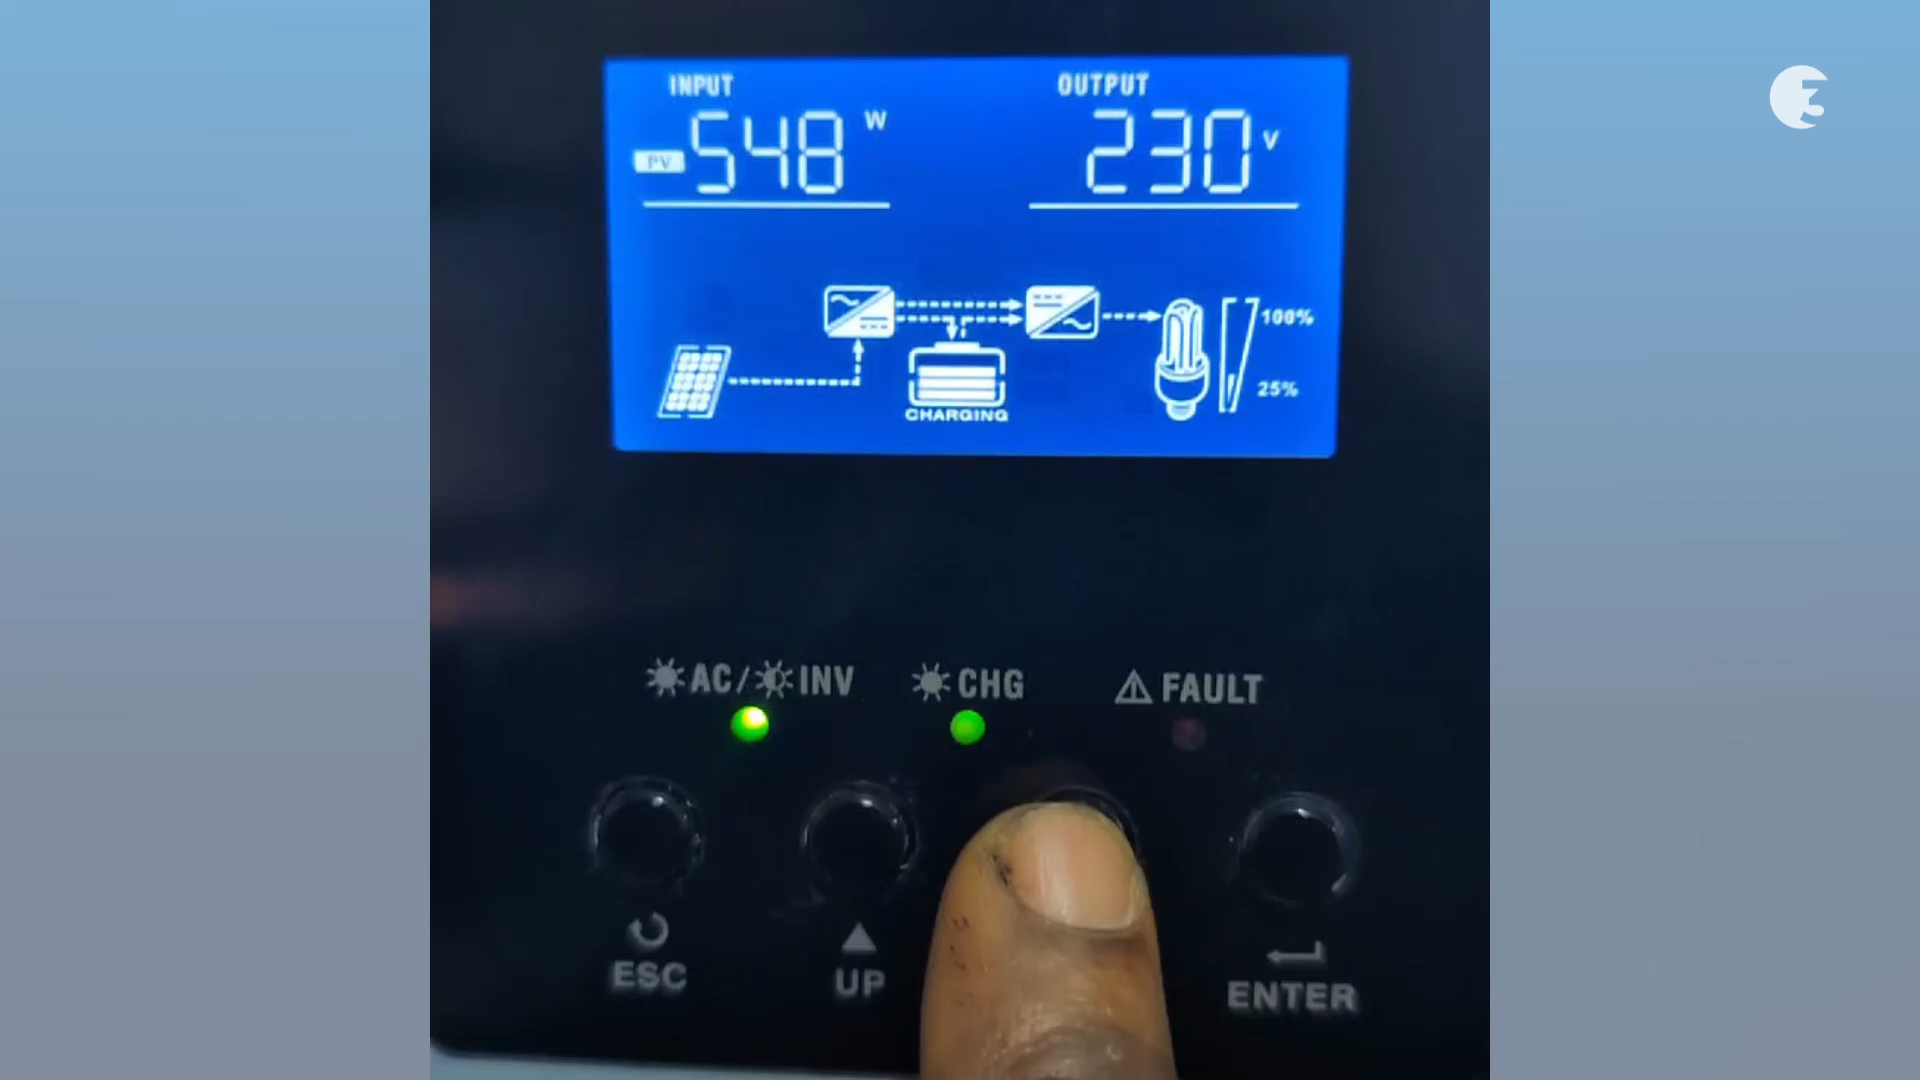 INPUT
OUTPUT
PV 548 W
230 V
100%
25%
CHARGING
AC/ INV
CHG
FAULT
ESC
UP
ENTER